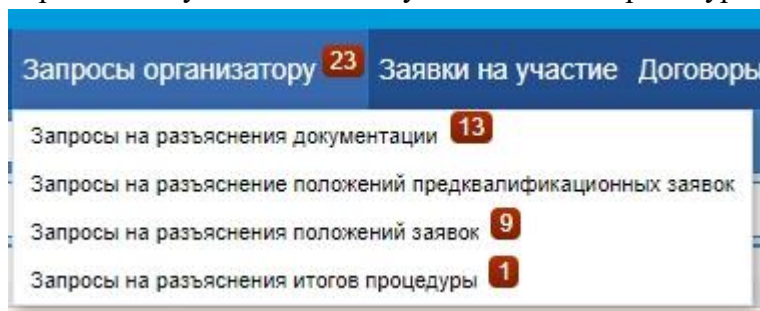 Запросы организатору 23 Заявки на участие Договоры
Запросы на разъяснения документации 13
Запросы на разъяснение положений предквалификационных заявок
Запросы на разъяснения положений заявок 9
Запросы на разъяснения итогов процедуры 1